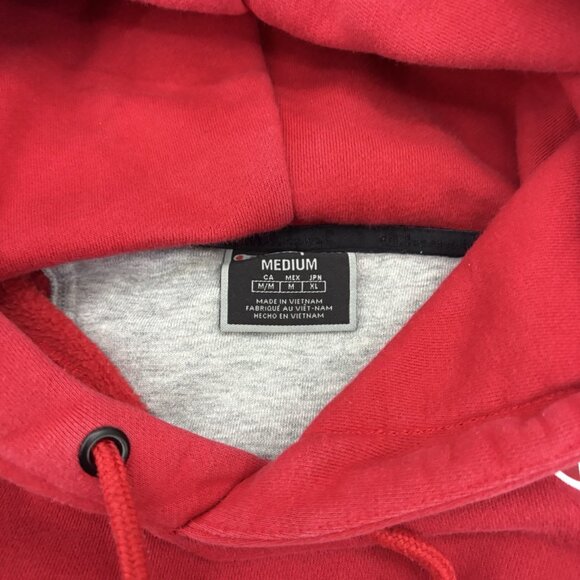 MEDIUM
CA MEX JPN
M/M M XL
MADE IN VIETNAM
FABRIQUÉ AU VIÊT-NAM
HECHO EN VIETNAM